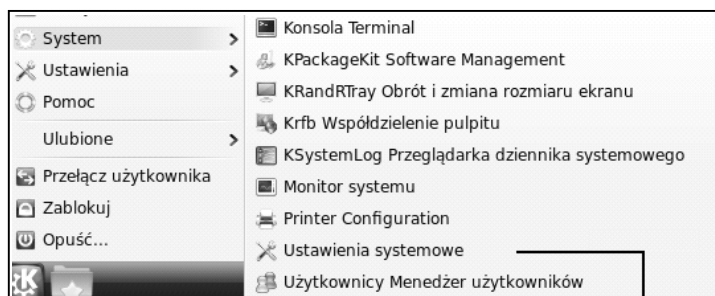 System
Ustawienia
Pomoc
Ulubione
Przełącz użytkownika
Zablokuj
Opuść...
Konsola Terminal
KPackageKit Software Management
KRandRTray Obrót i zmiana rozmiaru ekranu
Krfb Współdzielenie pulpitu
KSystemLog Przeglądarka dziennika systemowego
Monitor systemu
Printer Configuration
Ustawienia systemowe
Użytkownicy Menedżer użytkowników